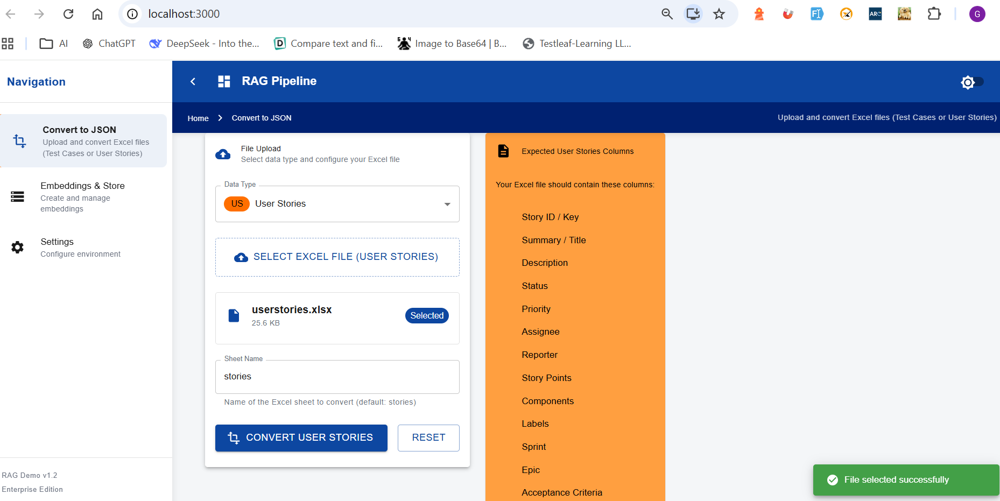 localhost:3000
G
AI
ChatGPT
DeepSeek - Into the...
Compare text and fi...
Image to Base64 | B...
Testleaf-Learning LL...
Navigation
RAG Pipeline
Home
Convert to JSON
Upload and convert Excel files (Test Cases or User Stories)
Convert to JSON
Upload and convert Excel files
(Test Cases or User Stories)
Embeddings & Store
Create and manage
embeddings
Settings
Configure environment
RAG Demo v1.2
Enterprise Edition
File Upload
Select data type and configure your Excel file
Data Type
US
User Stories
SELECT EXCEL FILE (USER STORIES)
userstories.xlsx
25.6 KB
Selected
Sheet Name
stories
Name of the Excel sheet to convert (default: stories)
CONVERT USER STORIES
RESET
Expected User Stories Columns
Your Excel file should contain these columns:
Story ID / Key
Summary / Title
Description
Status
Priority
Assignee
Reporter
Story Points
Components
Labels
Sprint
Epic
Acceptance Criteria
File selected successfully